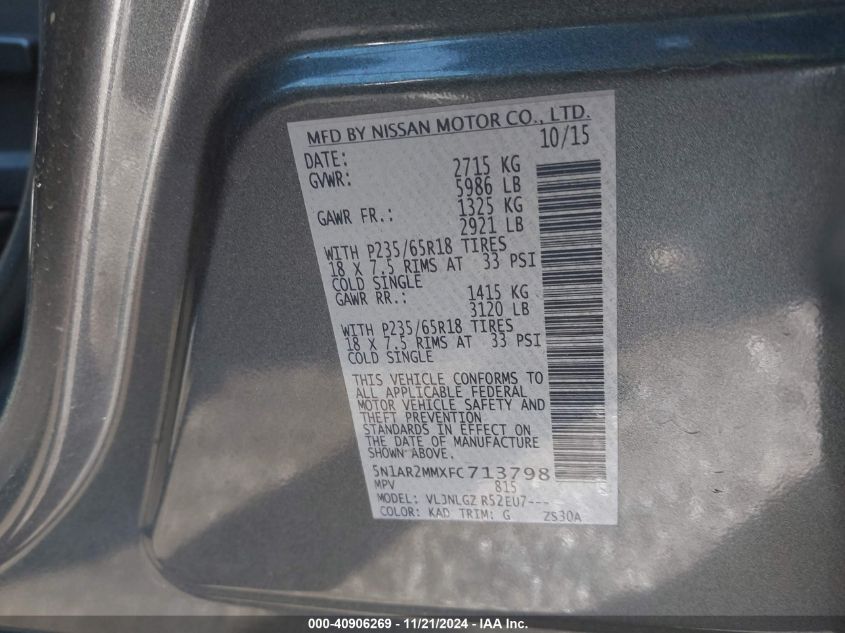 MFD BY NISSAN MOTOR CO., LTD.
DATE: 10/15
GVWR: 2715 KG
5986 LB
GAWR FR.: 1325 KG
2921 LB
WITH P235/65R18 TIRES
18 X 7.5 RIMS AT 33 PSI
COLD SINGLE
GAWR RR.: 1415 KG
3120 LB
WITH P235/65R18 TIRES
18 X 7.5 RIMS AT 33 PSI
COLD SINGLE
THIS VEHICLE CONFORMS TO
ALL APPLICABLE FEDERAL
MOTOR VEHICLE SAFETY AND
THEFT PREVENTION
STANDARDS IN EFFECT ON
THE DATE OF MANUFACTURE
SHOWN ABOVE.
5N1AR2MMXFC713798
MPV 815
MODEL: VLJNLGZ R52EU7---
COLOR: KAD TRIM: G ZS30A
000-40906269 - 11/21/2024 - IAA Inc.